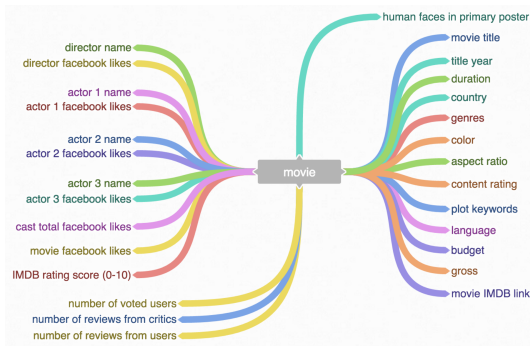 human faces in primary poster
director name
director facebook likes
actor 1 name
actor 1 facebook likes
actor 2 name
actor 2 facebook likes
actor 3 name
actor 3 facebook likes
cast total facebook likes
movie facebook likes
IMDB rating score (0-10)
number of voted users
number of reviews from critics
number of reviews from users
movie
movie title
title year
duration
country
genres
color
aspect ratio
content rating
plot keywords
language
budget
gross
movie IMDB link